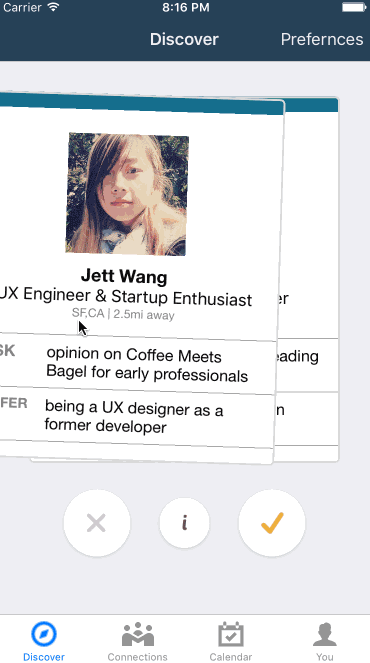 Carrier 8:16 PM
Discover Prefernces
Jett Wang
UX Engineer & Startup Enthusiast
SF,CA | 2.5mi away
er
SK opinion on Coffee Meets
Bagel for early professionals
eading
FER being a UX designer as a
former developer
n
i
Discover Connections Calendar You